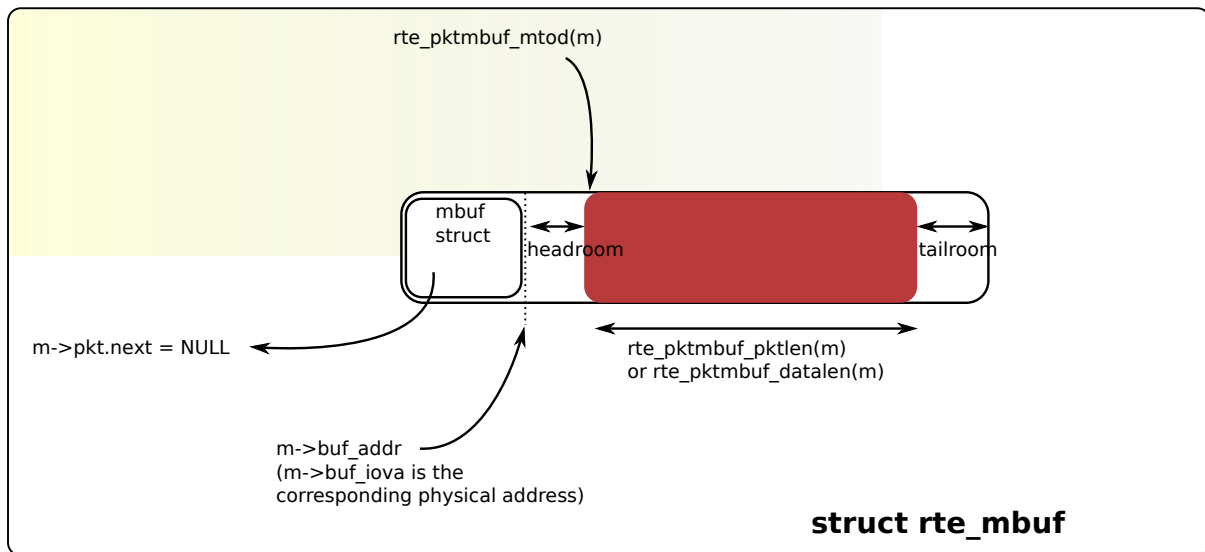 rte_pktmbuf_mtod(m)
mbuf
struct
headroom
tailroom
m->pkt.next = NULL
rte_pktmbuf_pktlen(m)
or rte_pktmbuf_datalen(m)
m->buf_addr
(m->buf_iova is the
corresponding physical address)
struct rte_mbuf